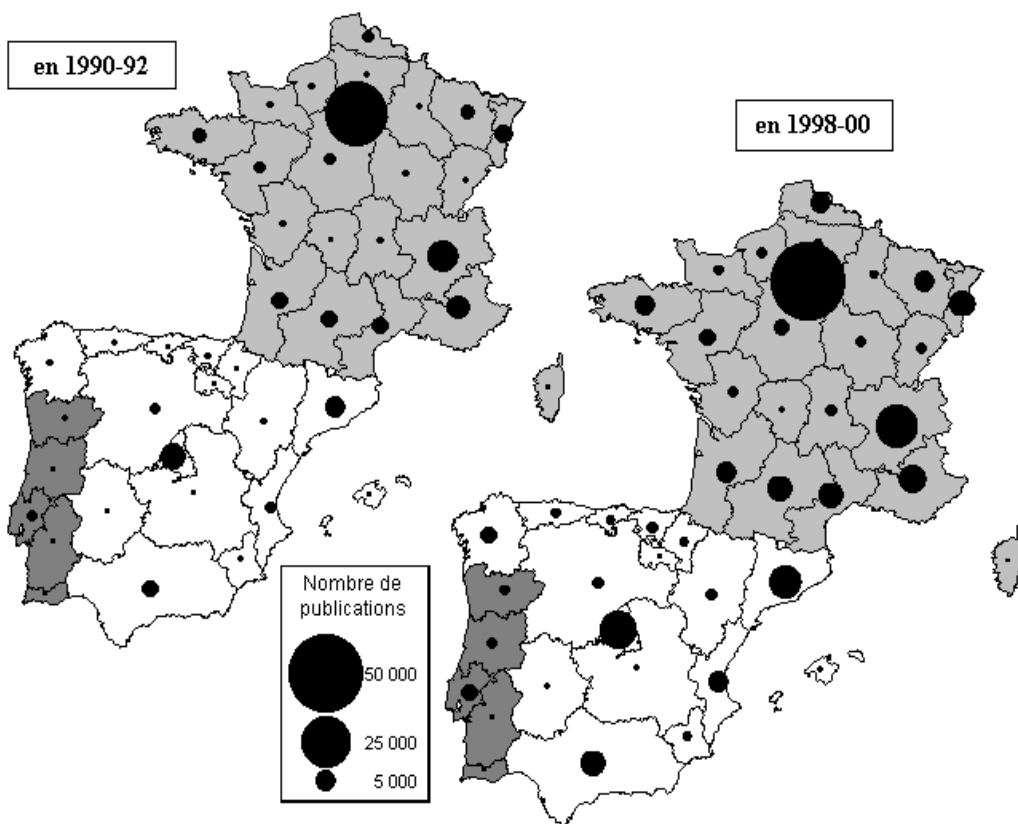 en 1990-92
en 1998-00
Nombre de
publications
50 000
25 000
5 000